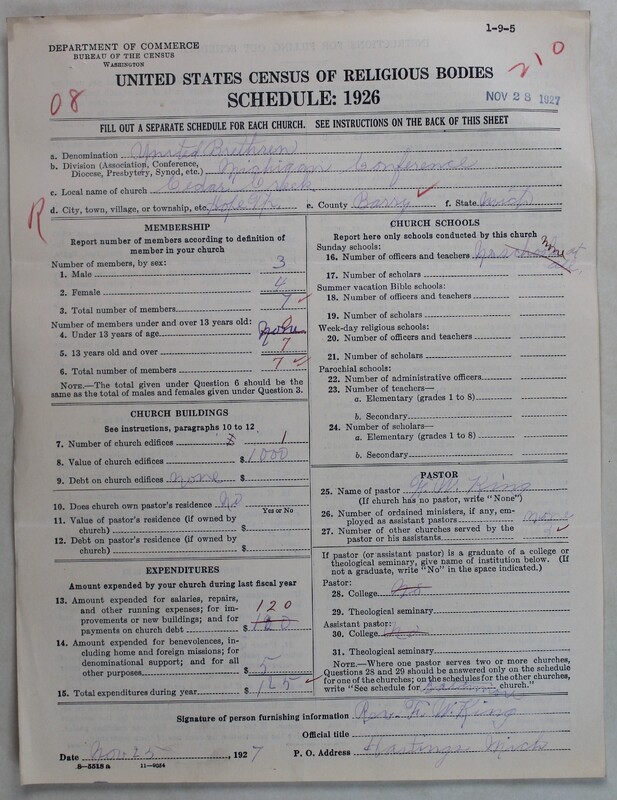 1-9-5
DEPARTMENT OF COMMERCE
BUREAU OF THE CENSUS
WASHINGTON
210
08
UNITED STATES CENSUS OF RELIGIOUS BODIES
SCHEDULE: 1926
NOV 28 1927
FILL OUT A SEPARATE SCHEDULE FOR EACH CHURCH. SEE INSTRUCTIONS ON THE BACK OF THIS SHEET
a. Denomination United Brethren
b. Division (Association, Conference, Diocese, Presbytery, Synod, etc.) Michigan Conference
c. Local name of church Cedar Creek
d. City, town, village, or township, etc. Hope Tp. e. County Barry ✓ f. State Mich
R
MEMBERSHIP
Report number of members according to definition of
member in your church
Number of members, by sex:
1. Male 3
2. Female 4
3. Total number of members 7 ✓
Number of members under and over 13 years old:
4. Under 13 years of age None
5. 13 years old and over 7
6. Total number of members 7 ✓
NOTE.—The total given under Question 6 should be the
same as the total of males and females given under Question 3.
CHURCH BUILDINGS
See instructions, paragraphs 10 to 12
7. Number of church edifices 1
8. Value of church edifices $ 1000
9. Debt on church edifices none $
10. Does church own pastor's residence no
Yes or No
11. Value of pastor's residence (if owned by
church) $
12. Debt on pastor's residence (if owned by
church) $
EXPENDITURES
Amount expended by your church during last fiscal year
13. Amount expended for salaries, repairs,
and other running expenses; for im-
provements or new buildings; and for
payments on church debt $ 120
120
14. Amount expended for benevolences, in-
cluding home and foreign missions; for
denominational support; and for all
other purposes $ 5
15. Total expenditures during year $ 125 ✓
CHURCH SCHOOLS
Report here only schools conducted by this church
Sunday schools:
16. Number of officers and teachers No school none
17. Number of scholars
Summer vacation Bible schools:
18. Number of officers and teachers
19. Number of scholars
Week-day religious schools:
20. Number of officers and teachers
21. Number of scholars
Parochial schools:
22. Number of administrative officers
23. Number of teachers—
a. Elementary (grades 1 to 8)
b. Secondary
24. Number of scholars—
a. Elementary (grades 1 to 8)
b. Secondary
PASTOR
25. Name of pastor F. W. King
(If church has no pastor, write "None")
26. Number of ordained ministers, if any, em-
ployed as assistant pastors None
27. Number of other churches served by the
pastor or his assistants ✓
If pastor (or assistant pastor) is a graduate of a college or
theological seminary, give name of institution below. (If
not a graduate, write "No" in the space indicated.)
Pastor:
28. College No
29. Theological seminary
Assistant pastor:
30. College No
31. Theological seminary
NOTE.—Where one pastor serves two or more churches,
Questions 28 and 29 should be answered only on the schedule
for one of the churches; on the schedules for the other churches,
write "See schedule for Baltimore church."
Signature of person furnishing information Rev. F. W. King
Official title
Date Nov. 25, 1927 P. O. Address Hastings Mich
8—5518 a 11—9554